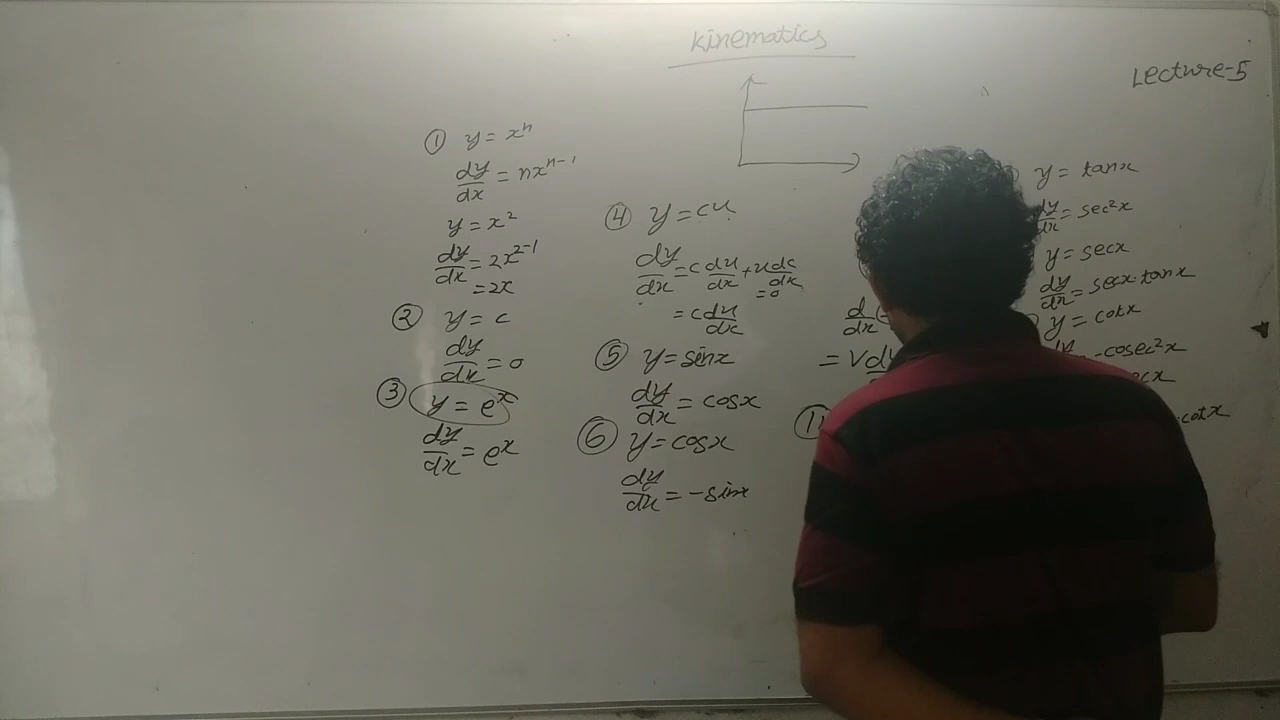 Kinematics
Lecture-5
① y = xⁿ
dy/dx = nxⁿ⁻¹
y = x²
dy/dx = 2x²⁻¹
= 2x
② y = c
dy/dx = 0
③ y = eˣ
dy/dx = eˣ
④ y = cu
dy/dx = c du/dx + u dc/dx
= 0
= c du/dx
⑤ y = sinx
dy/dx = cosx
⑥ y = cosx
dy/dx = -sinx
d/dx (
= V
y = tanx
dy/dx = sec²x
y = secx
dy/dx = secx·tanx
y = cotx
-cosec²x
cotx